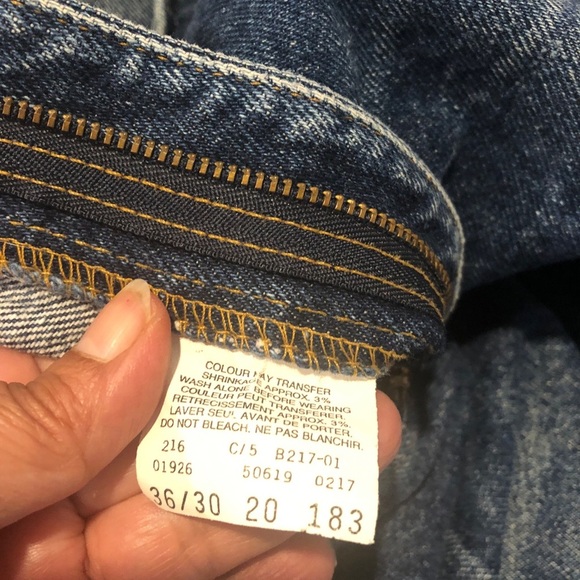 COLOUR MAY TRANSFER
SHRINKAGE APPROX. 3%
WASH ALONE BEFORE WEARING
COULEUR PEUT TRANSFERER.
RETRECISSEMENT APPROX. 3%.
LAVER SEUL. AVANT DE PORTER.
DO NOT BLEACH. NE PAS BLANCHIR.
216 C/5 B217-01
01926 50619 0217
36/30 20 183